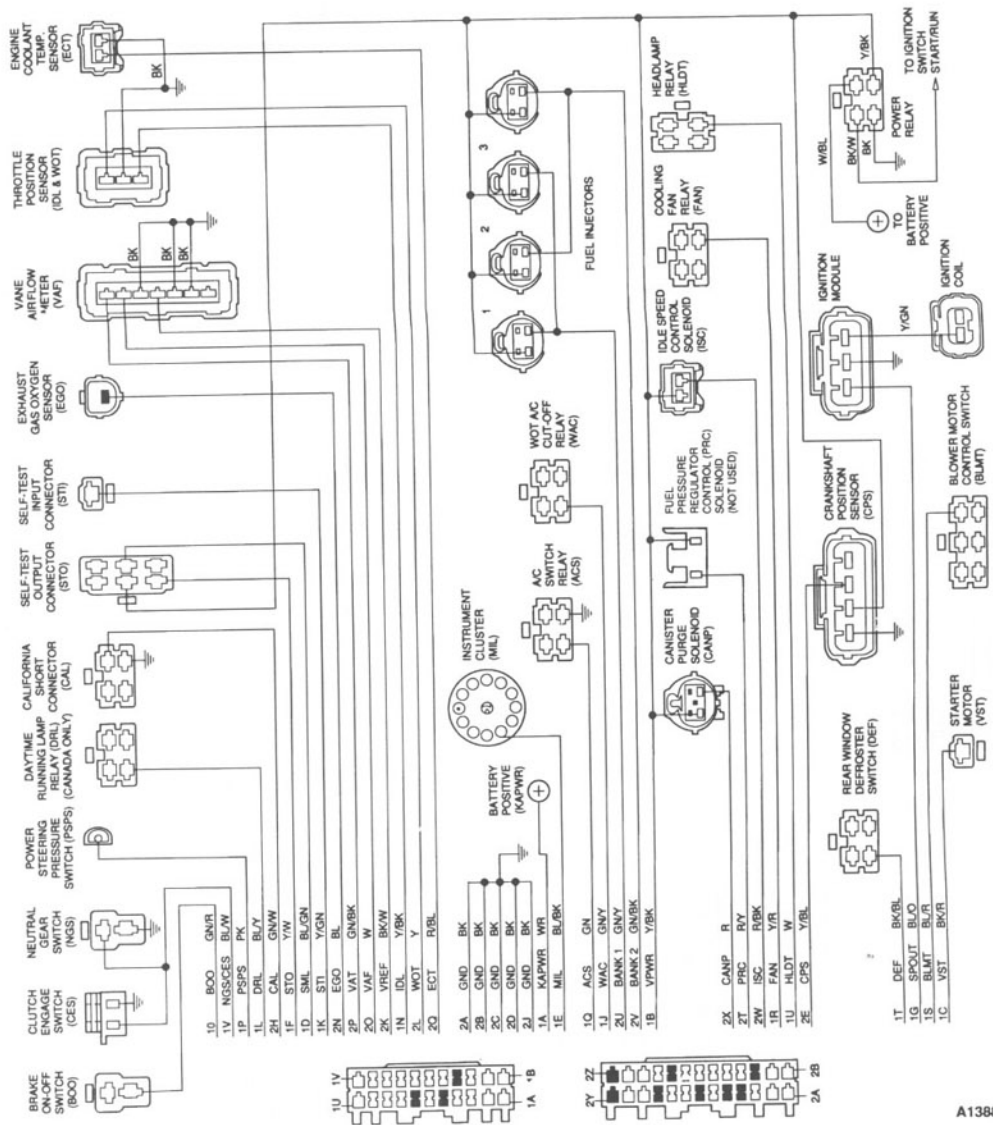 BRAKE
ON-OFF
SWITCH
(BOO)
CLUTCH
ENGAGE
SWITCH
(CES)
NEUTRAL
GEAR
SWITCH
(NGS)
POWER
STEERING
PRESSURE
SWITCH (PSPS)
DAYTIME
RUNNING LAMP
RELAY (DRL)
(CANADA ONLY)
CALIFORNIA
SHORT
CONNECTOR
(CAL)
SELF-TEST
OUTPUT
CONNECTOR
(STO)
SELF-TEST
INPUT
CONNECTOR
(STI)
EXHAUST
GAS OXYGEN
SENSOR
(EGO)
VANE
AIRFLOW
METER
(VAF)
THROTTLE
POSITION
SENSOR
(IDL & WOT)
ENGINE
COOLANT
TEMP.
SENSOR
(ECT)
BK
BK
BK
BK
1O BOO GN/R
1V NGS/CES BL/W
1P PSPS PK
1L DRL BL/Y
2H CAL GN/W
1F STO Y/W
1D SML BL/GN
1K STI Y/GN
2N EGO BL
2P VAT GN/BK
2O VAF W
2K VREF BK/W
1N IDL Y/BK
2L WOT Y
2Q ECT R/BL
2A GND BK
2B GND BK
2C GND BK
2D GND BK
2J GND BK
1A KAPWR WR
1E MIL BL/BK
1Q ACS GN
1J WAC GN/Y
2U BANK 1 GN/Y
2V BANK 2 GN/BK
1B VPWR Y/BK
2X CANP R
2T PRC R/Y
2W ISC R/BK
1R FAN Y/R
1U HLDT W
2E CPS Y/BL
1T DEF BK/BL
1G SPOUT BL/O
1S BLMT BL/R
1C VST BK/R
BATTERY
POSITIVE
(KAPWR)
INSTRUMENT
CLUSTER
(MIL)
A/C
SWITCH
RELAY
(ACS)
WOT A/C
CUT-OFF
RELAY
(WAC)
1
2
3
FUEL INJECTORS
CANISTER
PURGE
SOLENOID
(CANP)
FUEL
PRESSURE
REGULATOR
CONTROL (PRC)
SOLENOID
(NOT USED)
IDLE SPEED
CONTROL
SOLENOID
(ISC)
COOLING
FAN
RELAY
(FAN)
HEADLAMP
RELAY
(HLDT)
REAR WINDOW
DEFROSTER
SWITCH (DEF)
STARTER
MOTOR
(VST)
CRANKSHAFT
POSITION
SENSOR
(CPS)
BLOWER MOTOR
CONTROL SWITCH
(BLMT)
IGNITION
MODULE
Y/GN
IGNITION
COIL
TO
BATTERY
POSITIVE
W/BL
BK/W
BK
Y/BK
POWER
RELAY
TO IGNITION
SWITCH
START/RUN
1U
1V
1A
1B
2Y
2Z
2A
2B
A1388